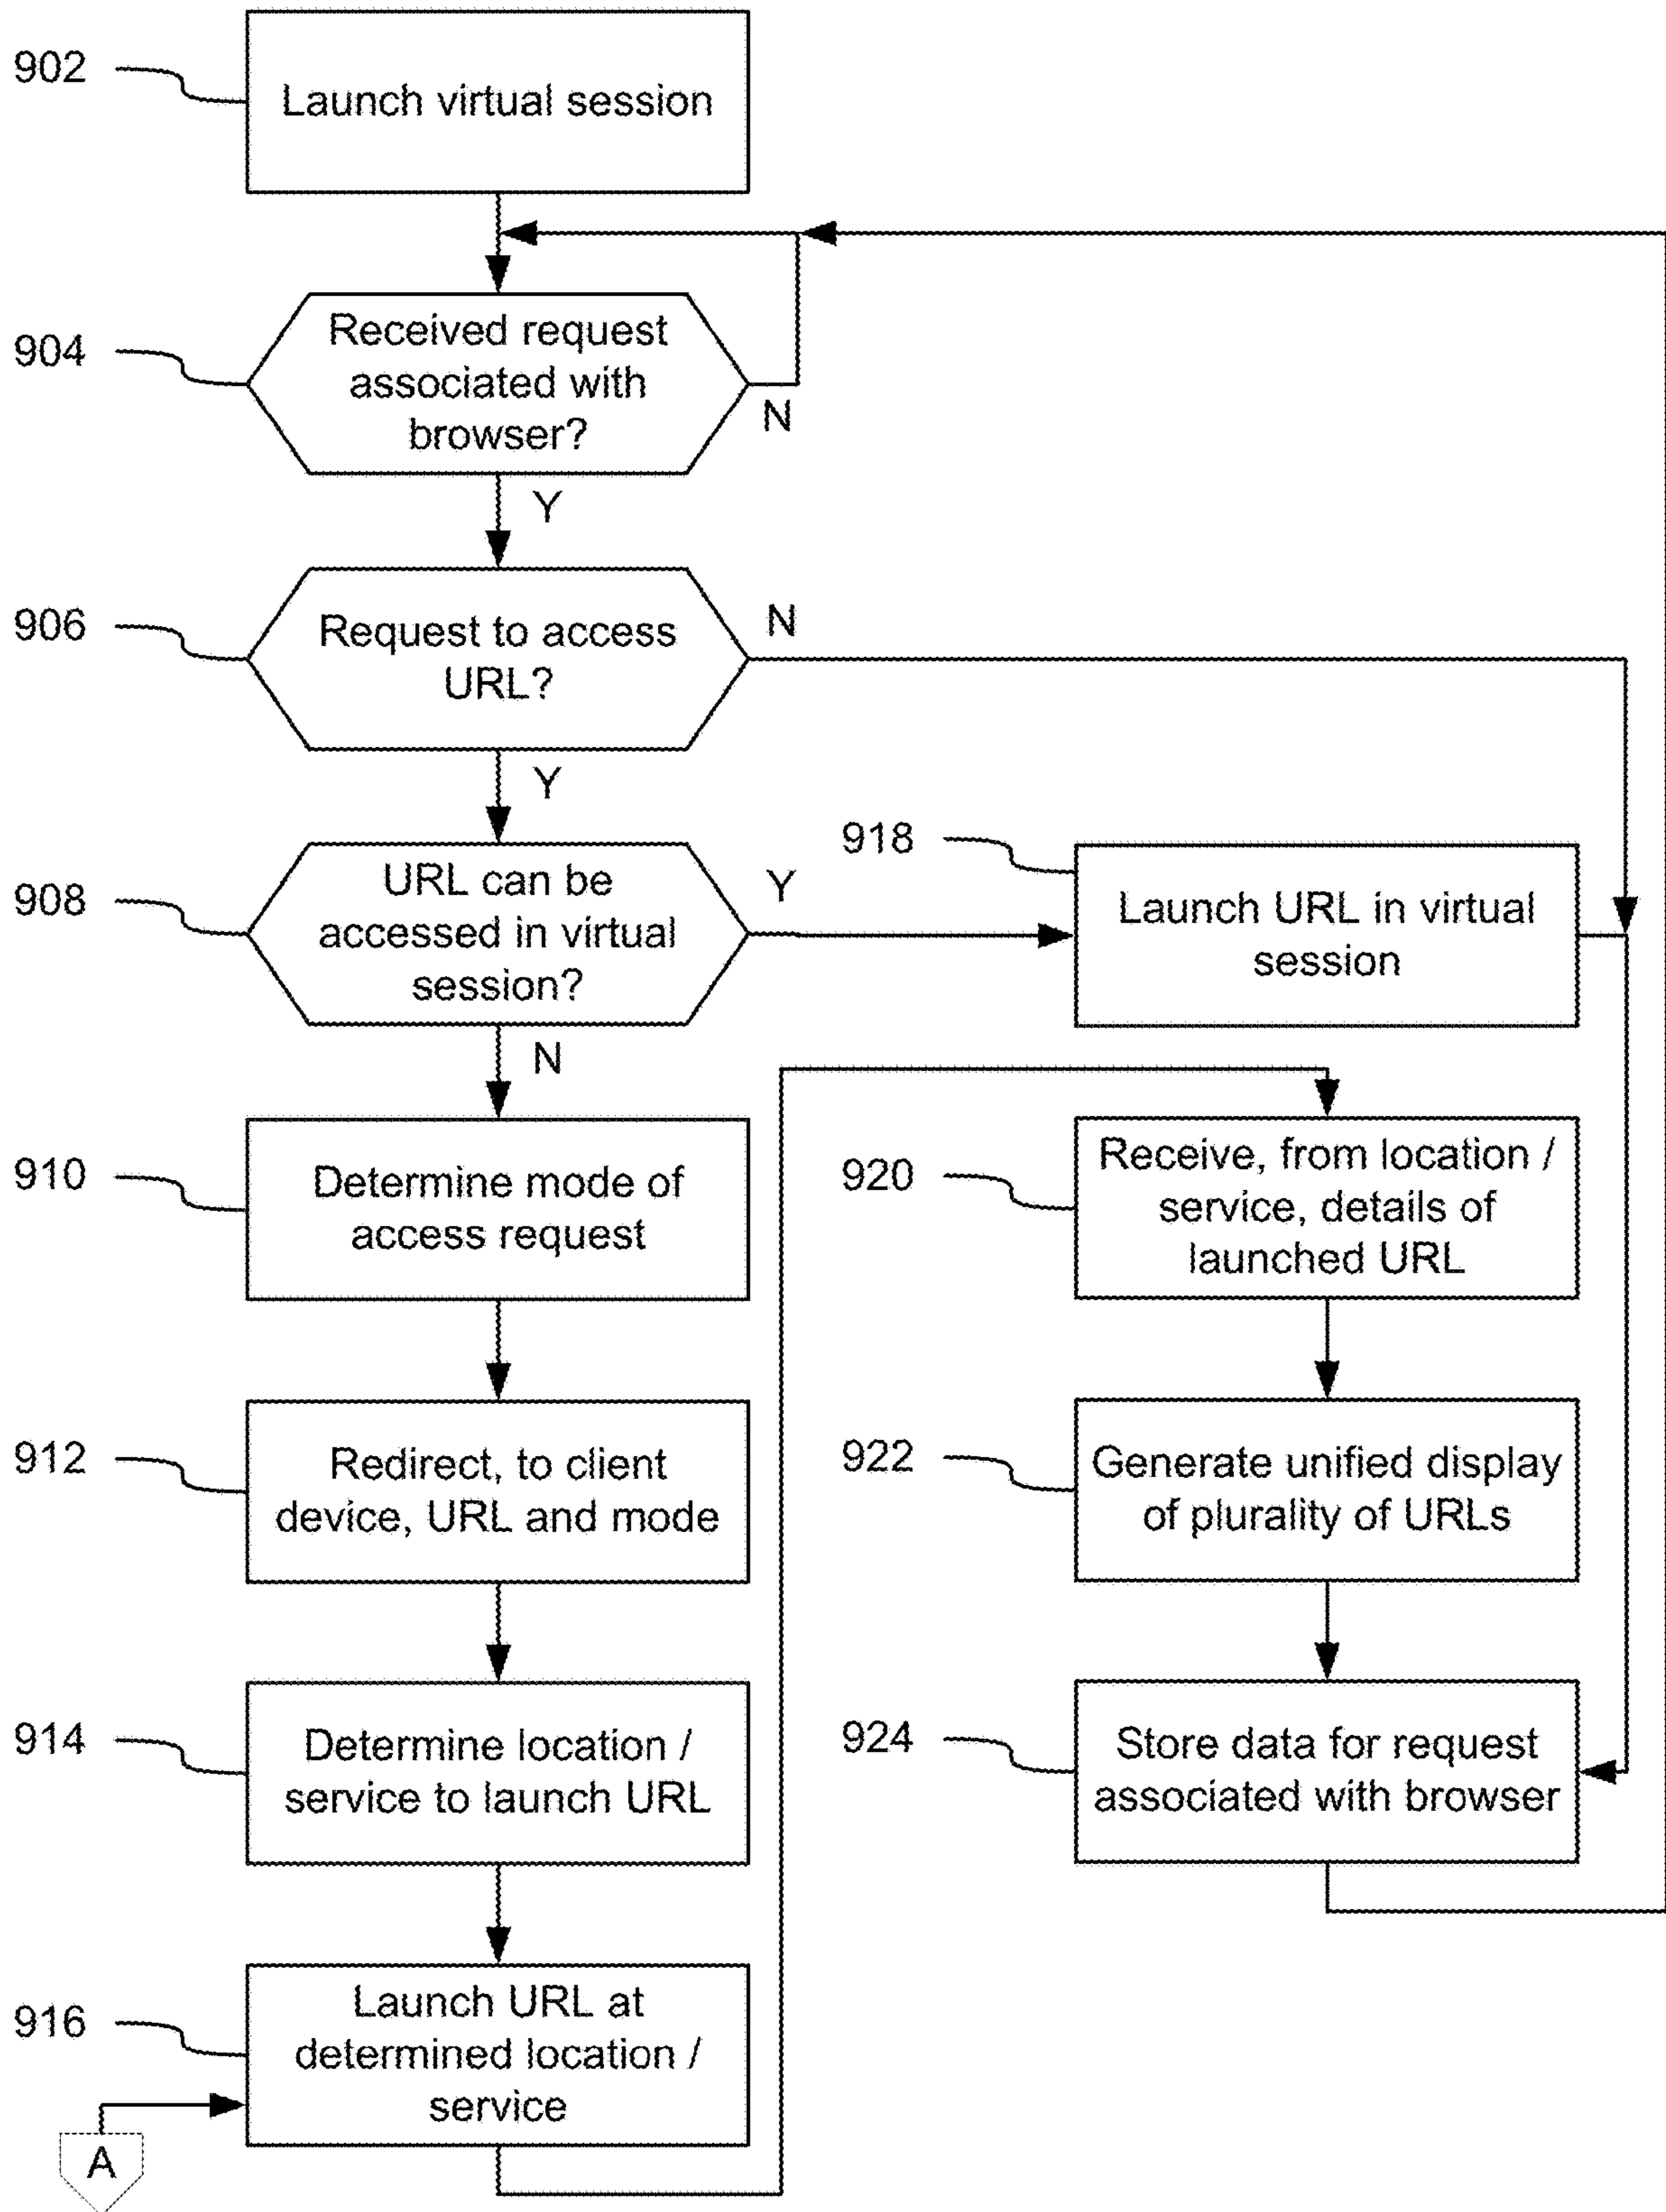 902
Launch virtual session
904
Received request
associated with
browser?
N
Y
906
Request to access
URL?
N
Y
908
URL can be
accessed in virtual
session?
Y
N
918
Launch URL in virtual
session
910
Determine mode of
access request
912
Redirect, to client
device, URL and mode
914
Determine location /
service to launch URL
916
Launch URL at
determined location /
service
A
920
Receive, from location /
service, details of
launched URL
922
Generate unified display
of plurality of URLs
924
Store data for request
associated with browser